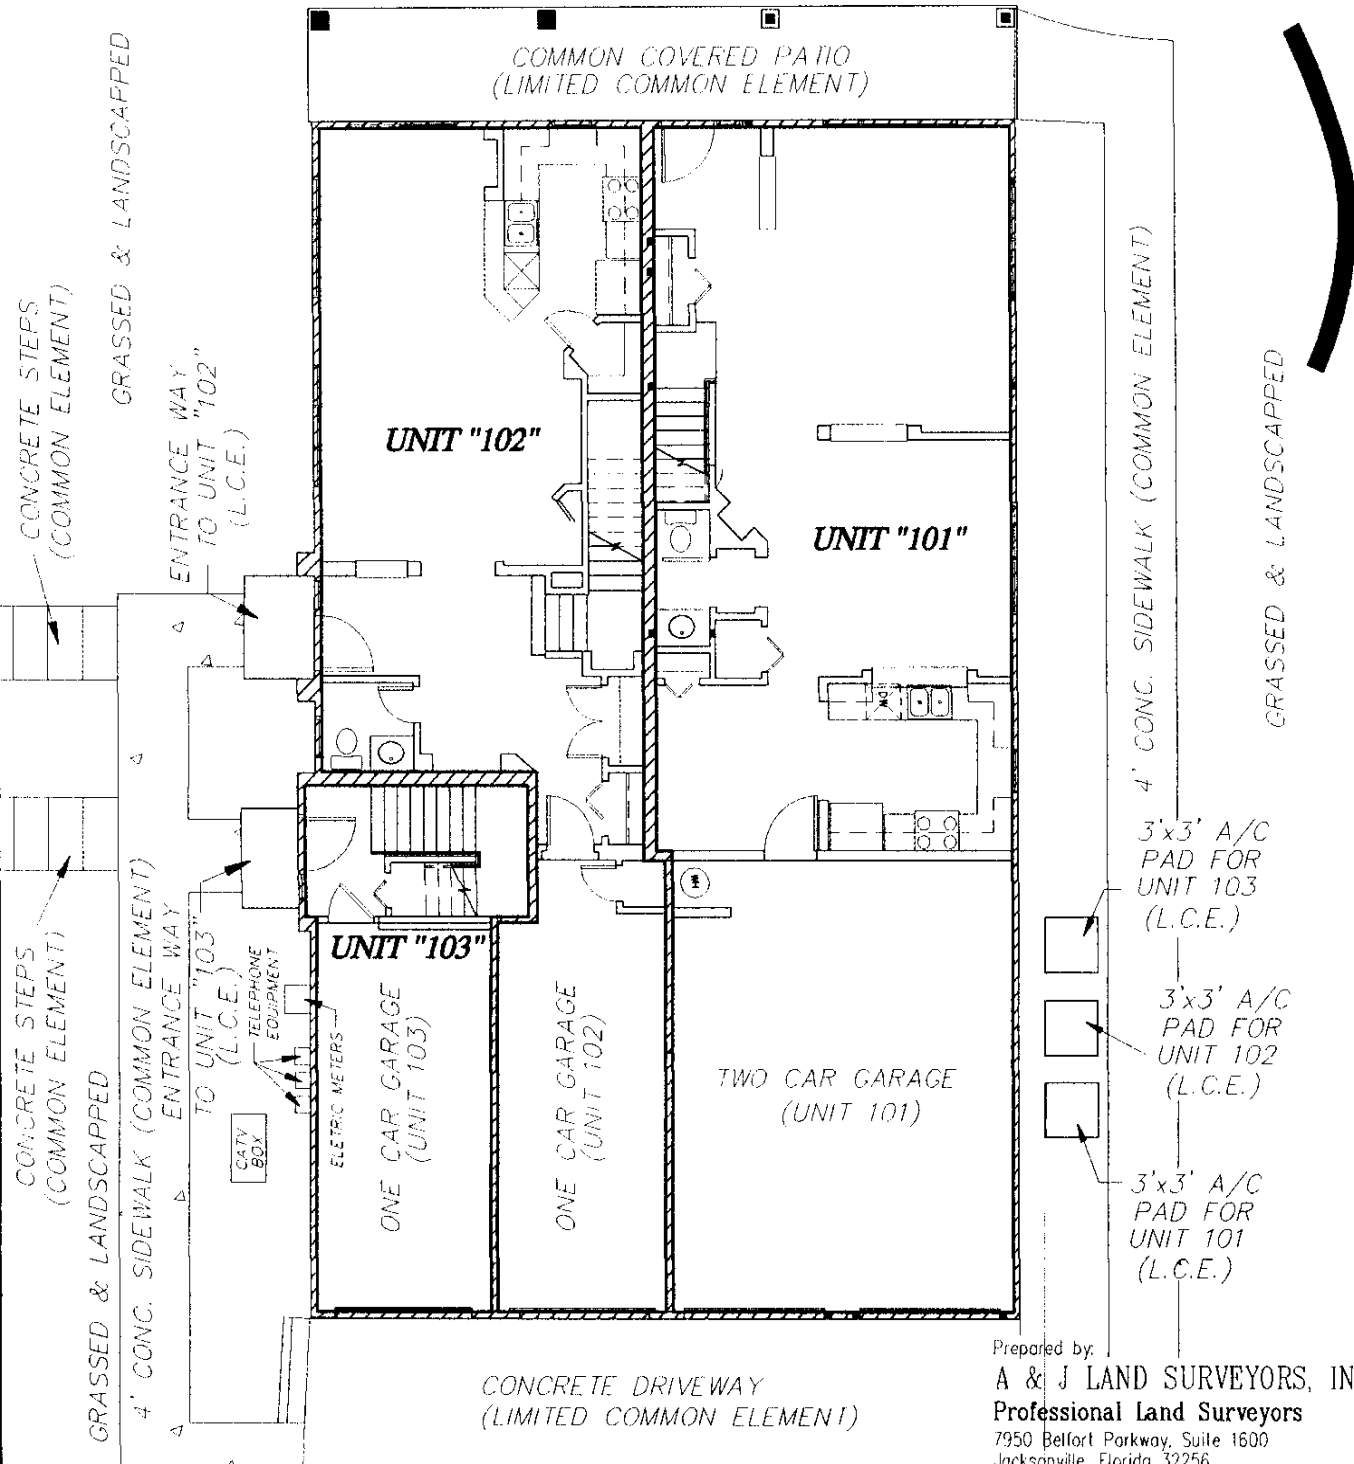 COMMON COVERED PATIO
(LIMITED COMMON ELEMENT)
GRASSED & LANDSCAPPED
CONCRETE STEPS
(COMMON ELEMENT)
ENTRANCE WAY
TO UNIT "102"
(L.C.E.)
UNIT "102"
UNIT "101"
4' CONC. SIDEWALK (COMMON ELEMENT)
GRASSED & LANDSCAPPED
DW
WH
3'x3' A/C
PAD FOR
UNIT 103
(L.C.E.)
3'x3' A/C
PAD FOR
UNIT 102
(L.C.E.)
3'x3' A/C
PAD FOR
UNIT 101
(L.C.E.)
CONCRETE STEPS
(COMMON ELEMENT)
GRASSED & LANDSCAPPED
4' CONC. SIDEWALK (COMMON ELEMENT)
ENTRANCE WAY
TO UNIT "103"
(L.C.E.)
TELEPHONE
EQUIPMENT
CATV
BOX
ELETRIC METERS
UNIT "103"
ONE CAR GARAGE
(UNIT 103)
ONE CAR GARAGE
(UNIT 102)
TWO CAR GARAGE
(UNIT 101)
CONCRETE DRIVEWAY
(LIMITED COMMON ELEMENT)
Prepared by:
A & J LAND SURVEYORS, IN
Professional Land Surveyors
7950 Belfort Parkway, Suite 1600
Jacksonville, Florida 32256